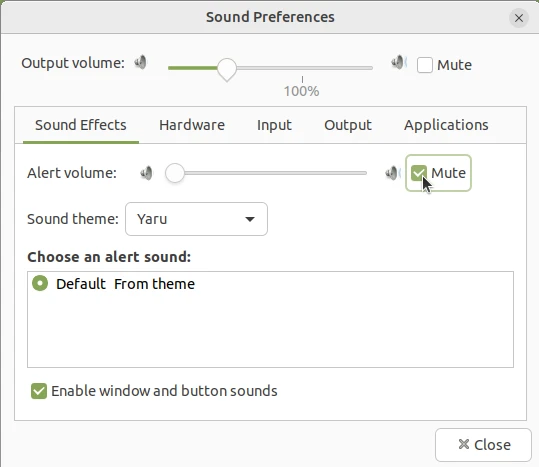 Sound Preferences
Output volume: Mute
100%
Sound Effects Hardware Input Output Applications
Alert volume: Mute
Sound theme: Yaru
Choose an alert sound:
Default From theme
Enable window and button sounds
Close